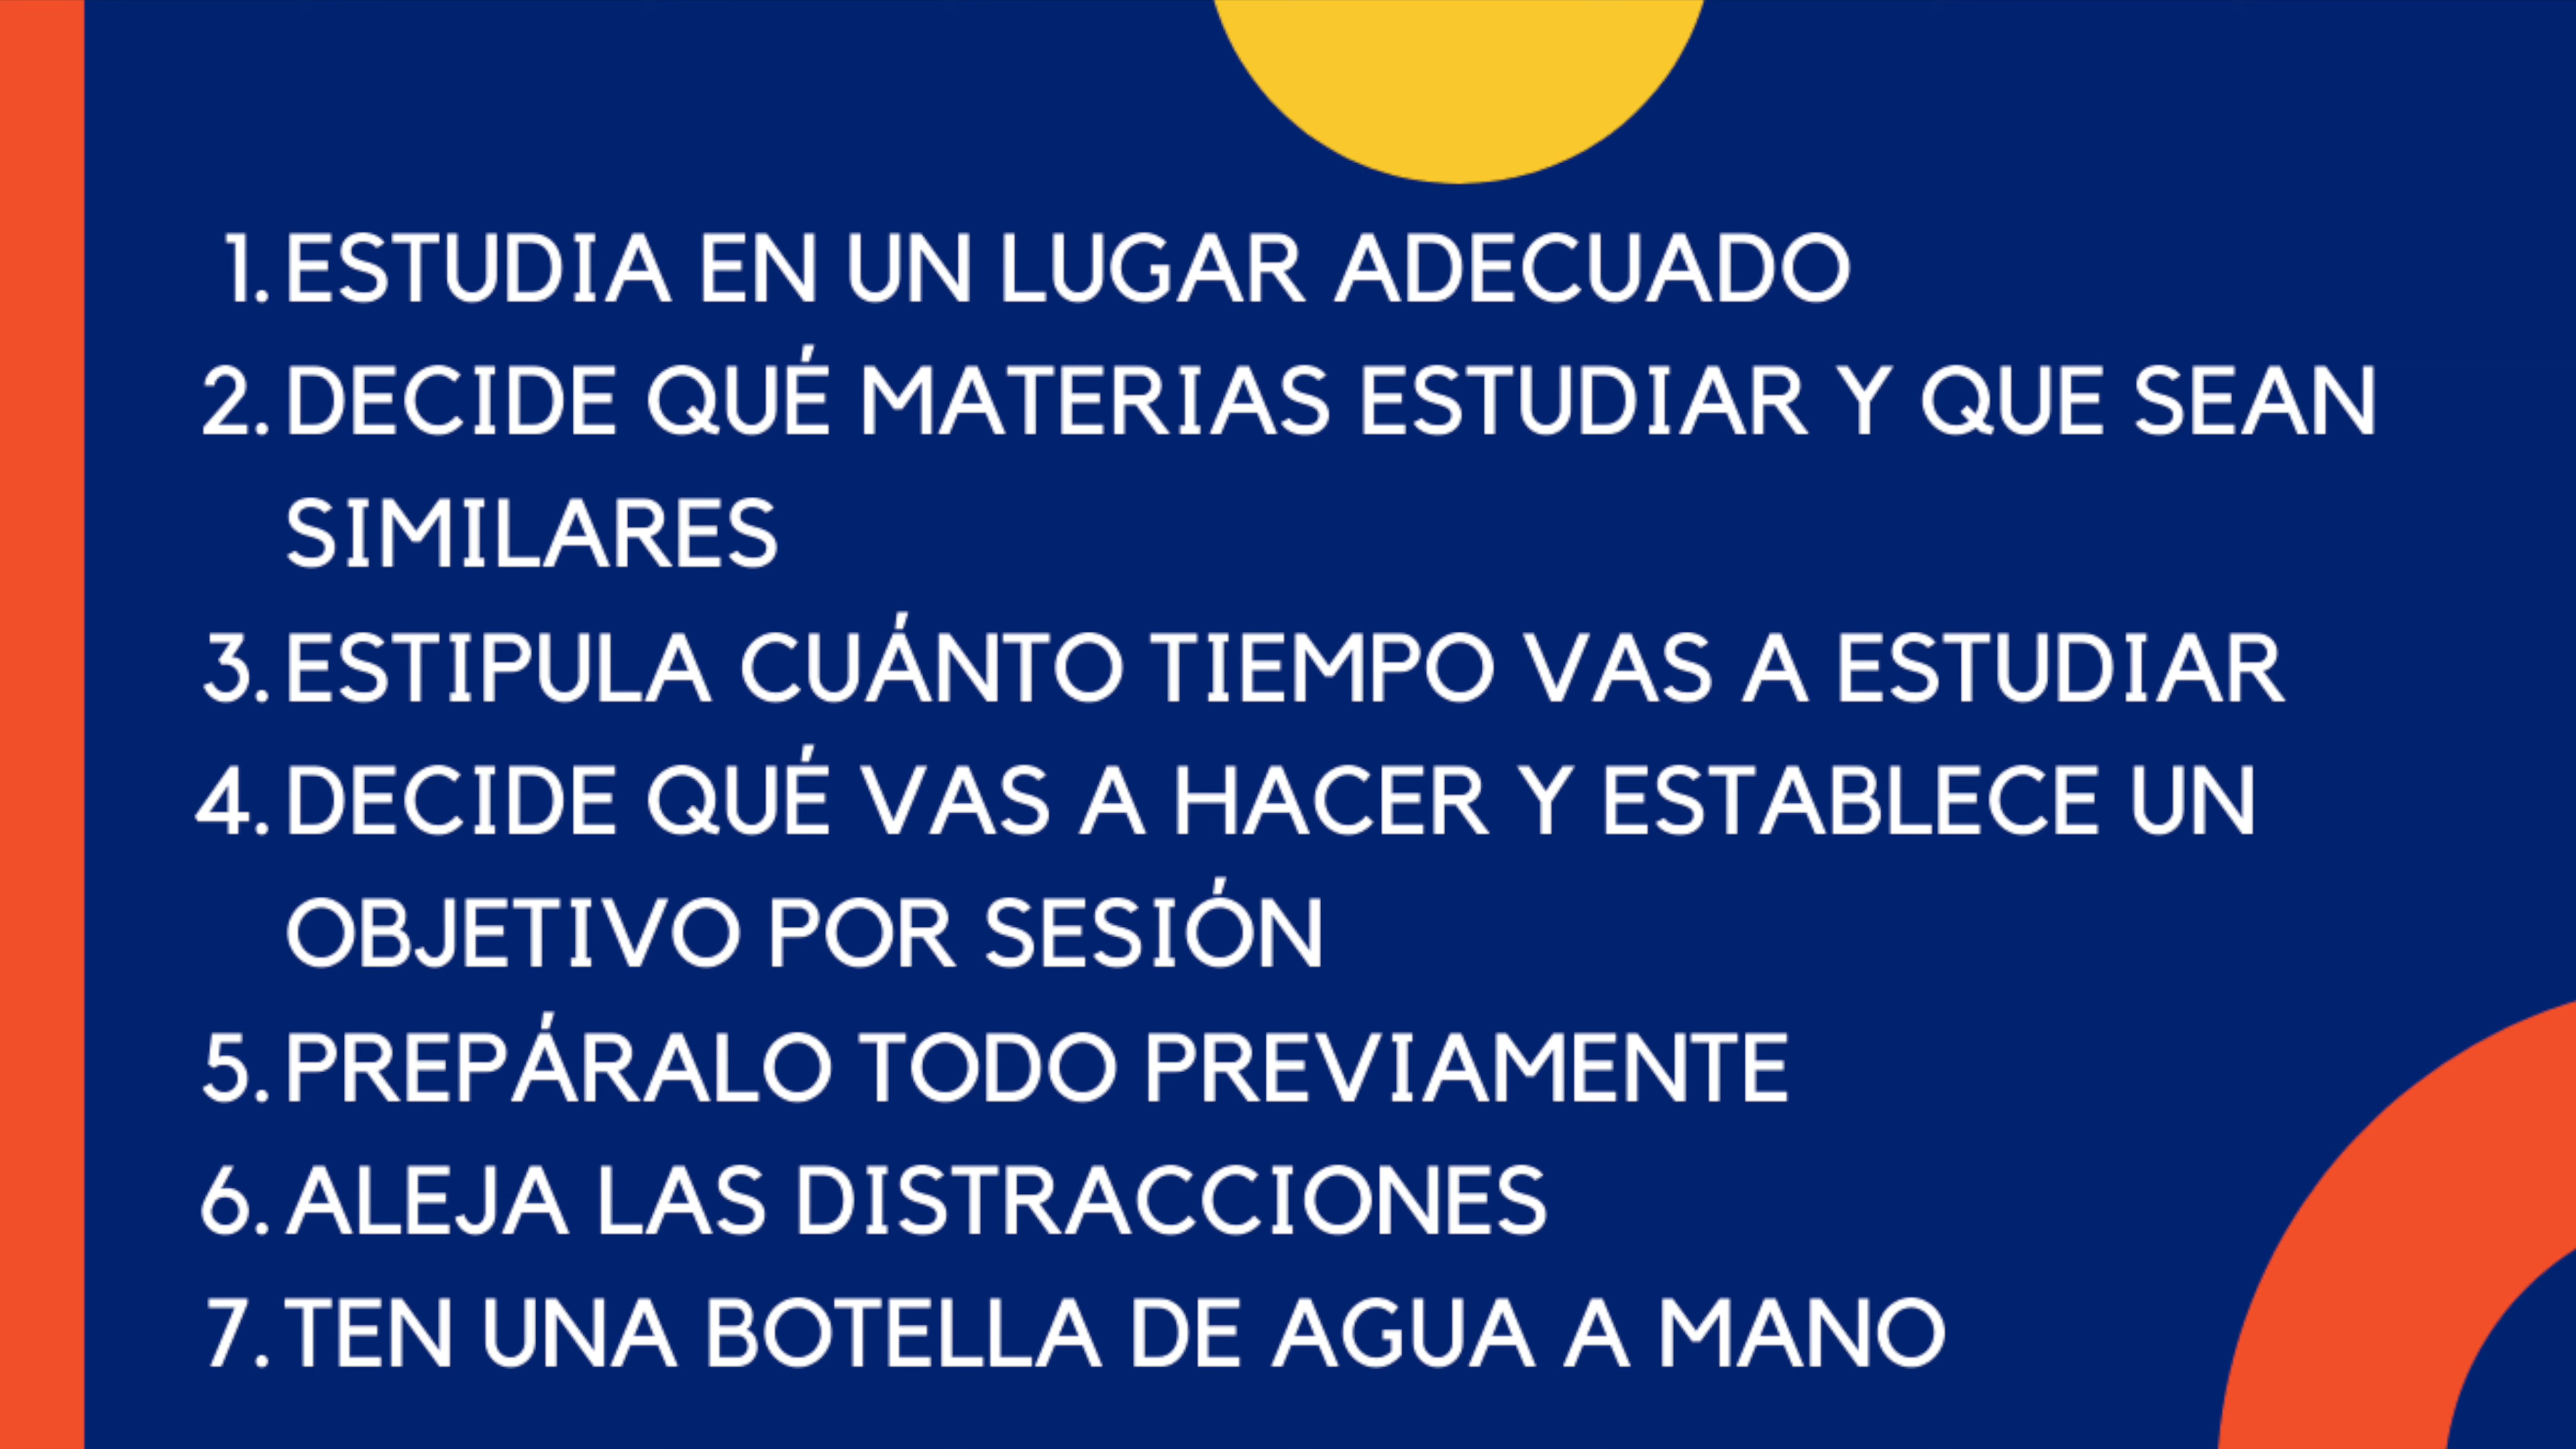 1. ESTUDIA EN UN LUGAR ADECUADO
2. DECIDE QUÉ MATERIAS ESTUDIAR Y QUE SEAN
SIMILARES
3. ESTIPULA CUÁNTO TIEMPO VAS A ESTUDIAR
4. DECIDE QUÉ VAS A HACER Y ESTABLECE UN
OBJETIVO POR SESIÓN
5. PREPÁRALO TODO PREVIAMENTE
6. ALEJA LAS DISTRACCIONES
7. TEN UNA BOTELLA DE AGUA A MANO